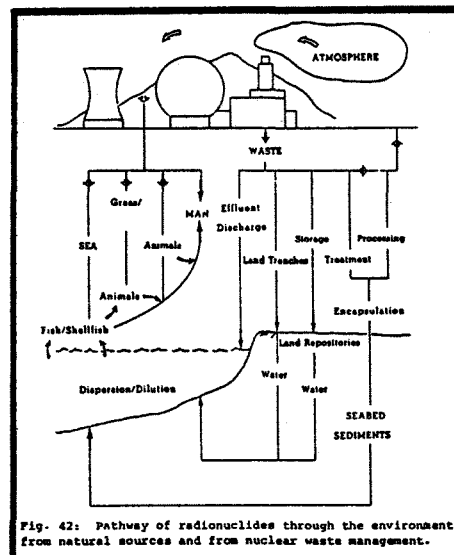 ATMOSPHERE
WASTE
Grass/
MAN
Effluent
Discharge
SEA
Animals
Land Trenches
Storage
Treatment
Processing
Animals
Encapsulation
Fish/Shellfish
Land Repositories
Water
Water
Dispersion/Dilution
SEABED
SEDIMENTS
Fig. 42: Pathway of radionuclides through the environment
from natural sources and from nuclear waste management.